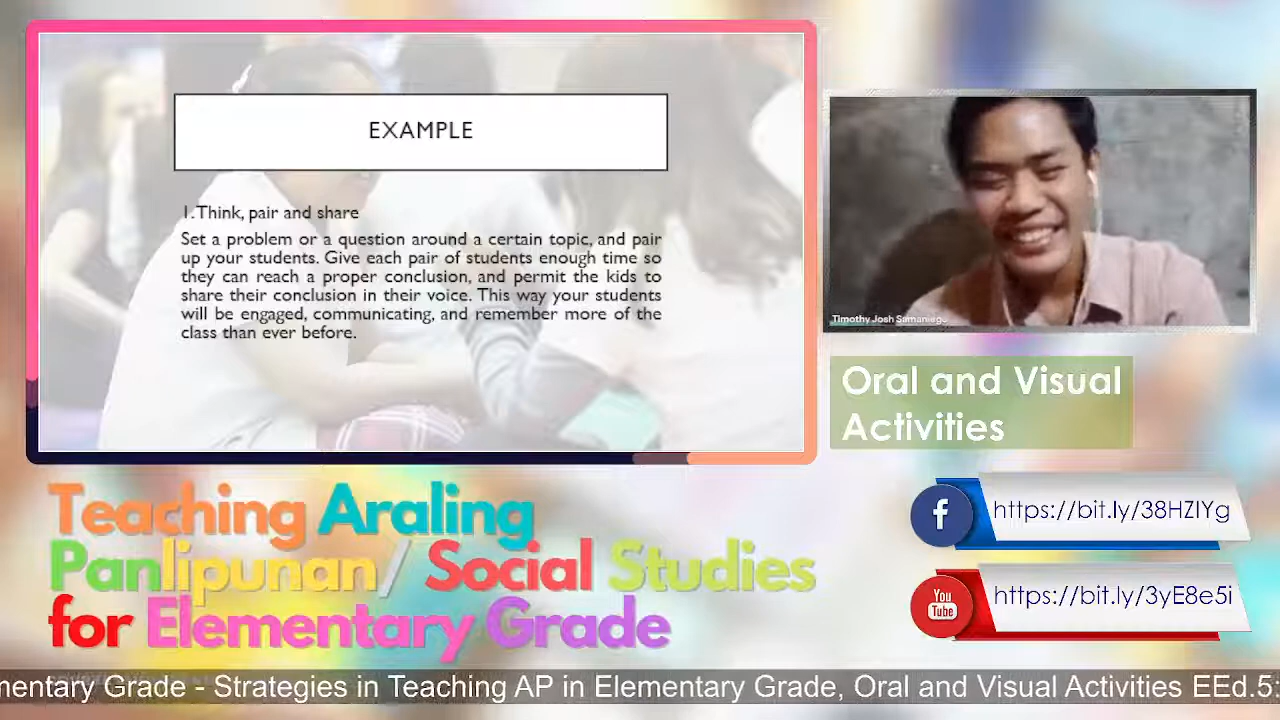 EXAMPLE
1.Think, pair and share
Set a problem or a question around a certain topic, and pair
up your students. Give each pair of students enough time so
they can reach a proper conclusion, and permit the kids to
share their conclusion in their voice. This way your students
will be engaged, communicating, and remember more of the
class than ever before.
Timothy Josh Samaniego
Oral and Visual
Activities
https://bit.ly/38HZIYg
You
Tube
https://bit.ly/3yE8e5i
Teaching Araling
Panlipunan/ Social Studies
for Elementary Grade
mentary Grade - Strategies in Teaching AP in Elementary Grade, Oral and Visual Activities EEd.5: